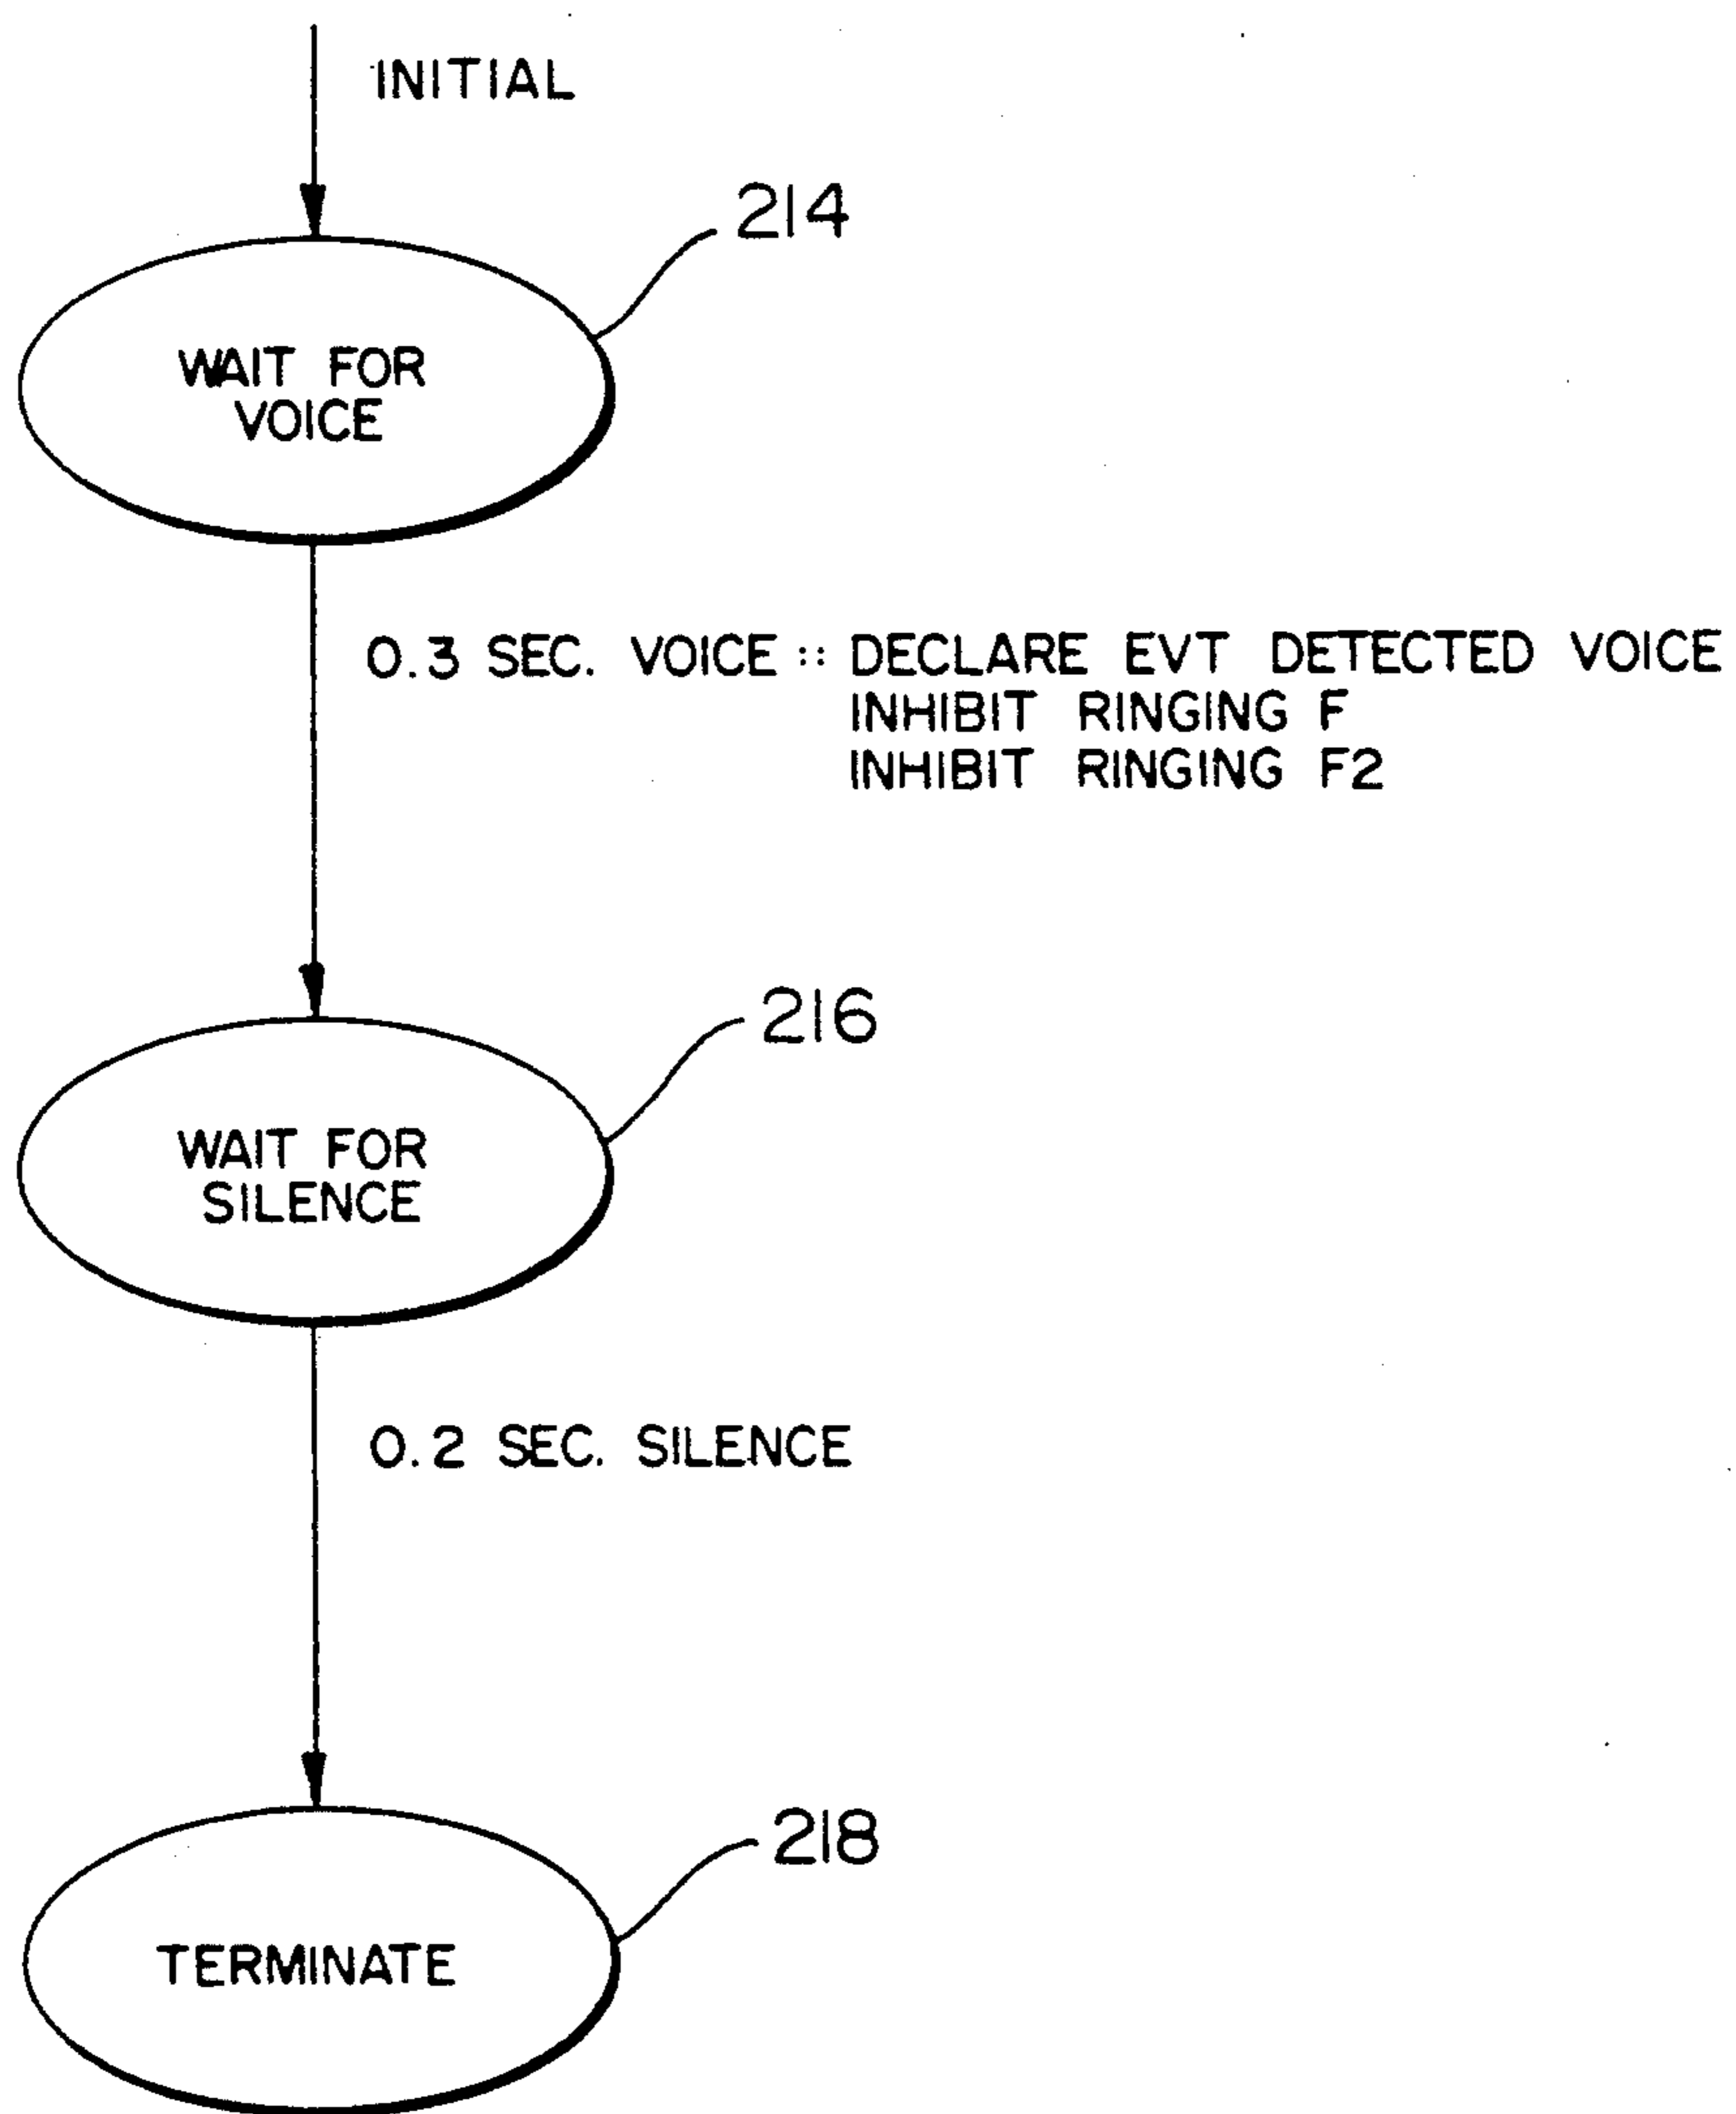 INITIAL
214
WAIT FOR
VOICE
0.3 SEC. VOICE :: DECLARE EVT DETECTED VOICE
INHIBIT RINGING F
INHIBIT RINGING F2
216
WAIT FOR
SILENCE
0.2 SEC. SILENCE
218
TERMINATE